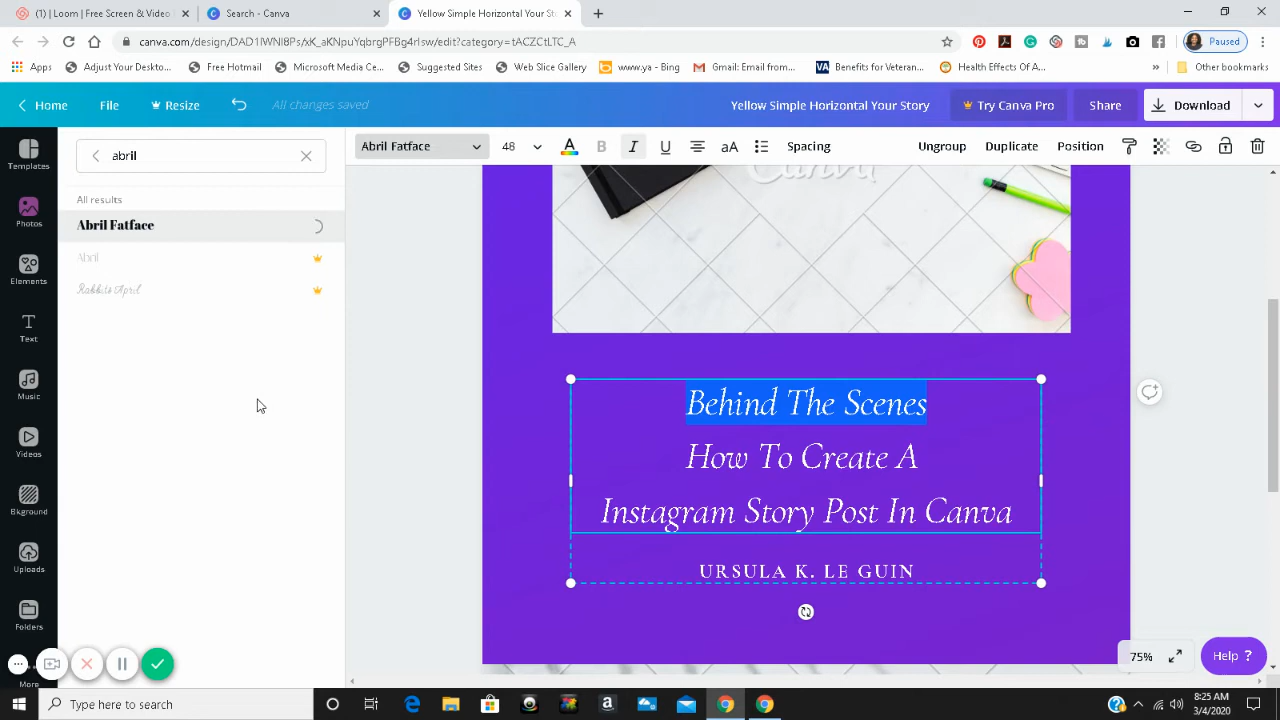 (1) Loom | Free Screen & Video
Search - Canva
Yellow Simple Horizontal Your St
canva.com/design/
Paused
Apps
Adjust Your Deskto...
Free Hotmail
Microsoft Media Ce...
Suggested Sites
Web Slice Gallery
www.ya - Bing
Gmail: Email from...
Benefits for Veteran...
Health Effects Of A...
»
Other bookmarks
Home
File
Resize
All changes saved
Yellow Simple Horizontal Your Story
Try Canva Pro
Share
Download
Templates
Photos
Elements
Text
Music
Videos
Bkground
Uploads
Folders
More
abril
All results
Abril Fatface
Abril
Rabbits April
Abril Fatface
48
A
B
I
U
aA
Spacing
Ungroup
Duplicate
Position
Canva
Behind The Scenes
How To Create A
Instagram Story Post In Canva
URSULA K. LE GUIN
75%
Help ?
Type here to search
8:25 AM
3/4/2020